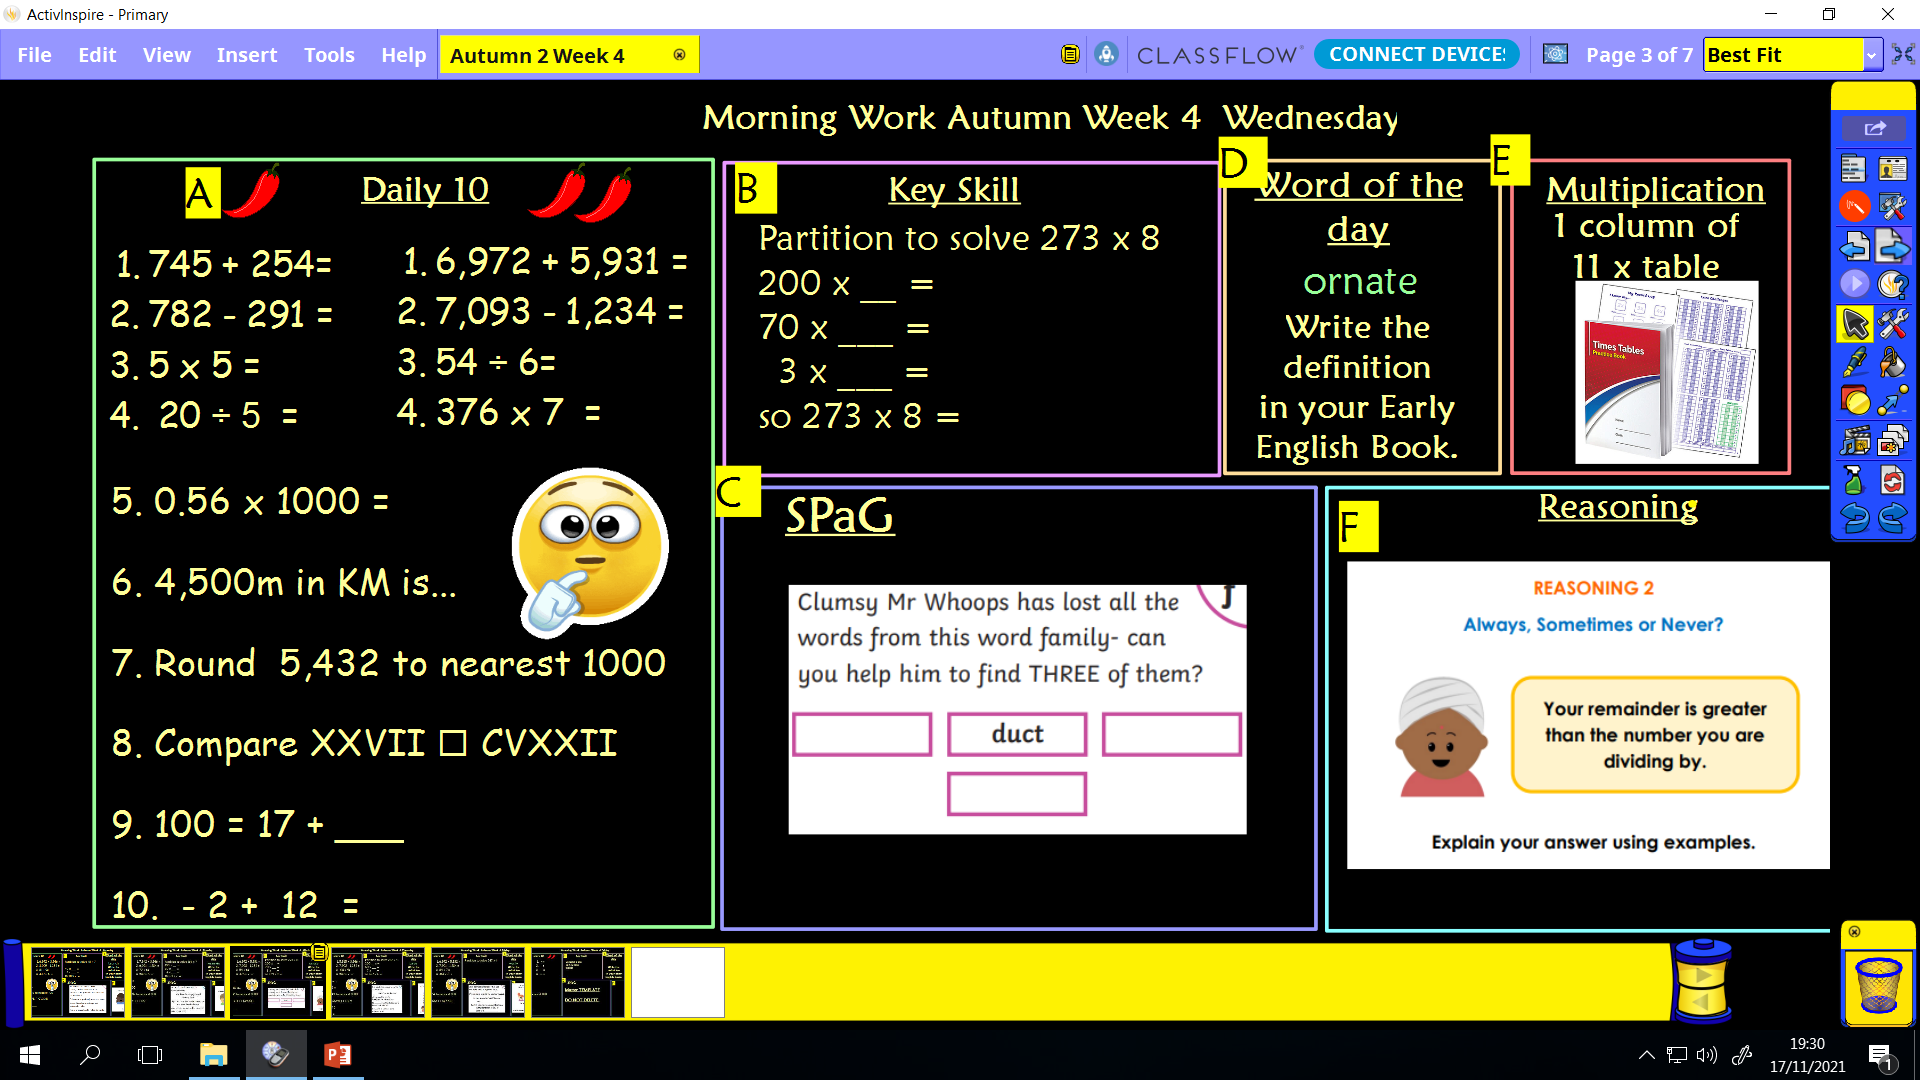 ActivInspire - Primary
File Edit View Insert Tools Help Autumn 2 Week 4 CLASSFLOW CONNECT DEVICES Page 3 of 7 Best Fit
Morning Work Autumn Week 4 Wednesday
A Daily 10
1. 745 + 254=
2. 782 - 291 =
3. 5 x 5 =
4. 20 ÷ 5 =
1. 6,972 + 5,931 =
2. 7,093 - 1,234 =
3. 54 ÷ 6=
4. 376 x 7 =
5. 0.56 x 1000 =
6. 4,500m in KM is...
7. Round 5,432 to nearest 1000
8. Compare XXVII □ CVXXII
9. 100 = 17 + ___
10. - 2 + 12 =
B Key Skill
Partition to solve 273 x 8
200 x __ =
70 x ___ =
3 x ___ =
so 273 x 8 =
C SPaG
Clumsy Mr Whoops has lost all the
words from this word family- can
you help him to find THREE of them?
duct
D Word of the
day
ornate
Write the
definition
in your Early
English Book.
E Multiplication
1 column of
11 x table
Times Tables
Practice Book
F Reasoning
REASONING 2
Always, Sometimes or Never?
Your remainder is greater
than the number you are
dividing by.
Explain your answer using examples.
19:30
17/11/2021
1